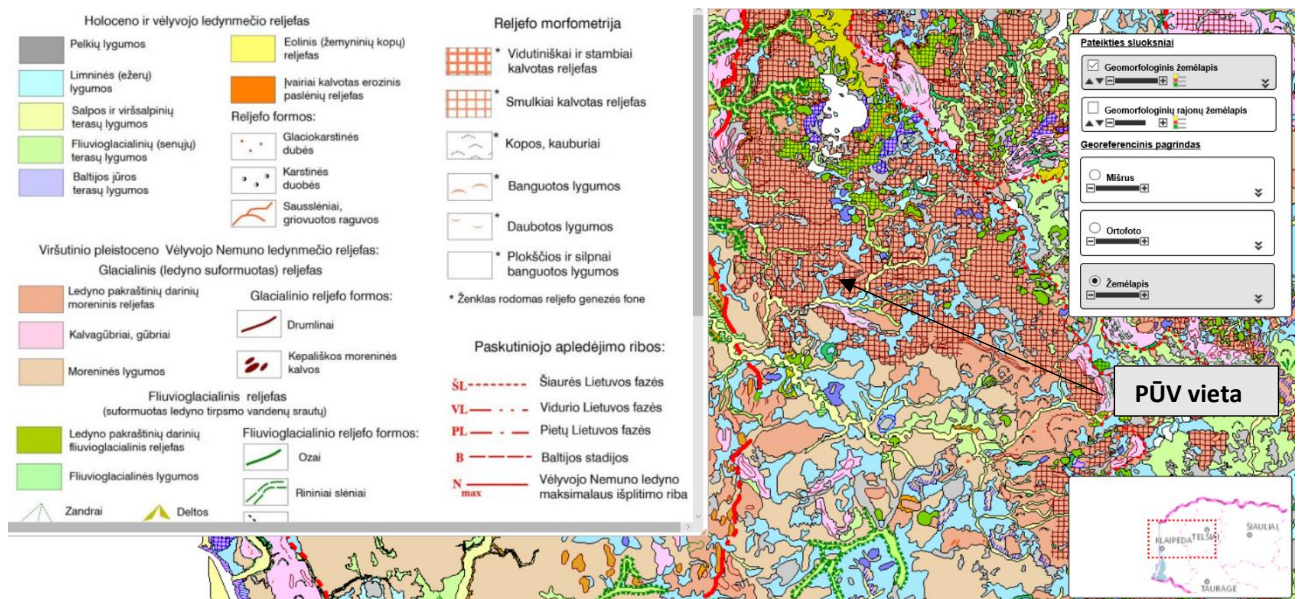 Holoceno ir vėlyvojo ledynmečio reljefas
Pelkių lygumos
Limninės (ežerų)
lygumos
Salpos ir viršsalpinių
terasų lygumos
Fliuvioglacialinių (senųjų)
terasų lygumos
Baltijos jūros
terasų lygumos
Eolinis (žemyninių kopų)
reljefas
Įvairiai kalvotas erozinis
paslėnių reljefas
Reljefo formos:
Glaciokarstinės
dubės
Karstinės
duobės
Sausslėniai,
griovuotos raguvos
Viršutinio pleistoceno Vėlyvojo Nemuno ledynmečio reljefas:
Glacialinis (ledyno suformuotas) reljefas
Ledyno pakraštinių darinių
moreninis reljefas
Kalvagūbriai, gūbriai
Moreninės lygumos
Glacialinio reljefo formos:
Drumlinai
Kepališkos moreninės
kalvos
Fliuvioglacialinis reljefas
(suformuotas ledyno tirpsmo vandenų srautų)
Ledyno pakraštinių darinių
fliuvioglacialinis reljefas
Fliuvioglacialinės lygumos
Zandrai
Deltos
Fliuvioglacialinio reljefo formos:
Ozai
Rininiai slėniai
Reljefo morfometrija
* Vidutiniškai ir stambiai
kalvotas reljefas
* Smulkiai kalvotas reljefas
* Kopos, kauburiai
* Banguotos lygumos
* Daubotos lygumos
* Plokščios ir silpnai
banguotos lygumos
* Ženklas rodomas reljefo genezės fone
Paskutiniojo apledėjimo ribos:
ŠL Šiaurės Lietuvos fazės
VL Vidurio Lietuvos fazės
PL Pietų Lietuvos fazės
B Baltijos stadijos
N max Vėlyvojo Nemuno ledyno
maksimalaus išplitimo riba
Pateikties sluoksniai
Geomorfologinis žemėlapis
Geomorfologinių rajonų žemėlapis
Georeferencinis pagrindas
Mišrus
Ortofoto
Žemėlapis
PŪV vieta
KLAIPĖDA
TELŠIAI
ŠIAULIAI
TAURAGĖ